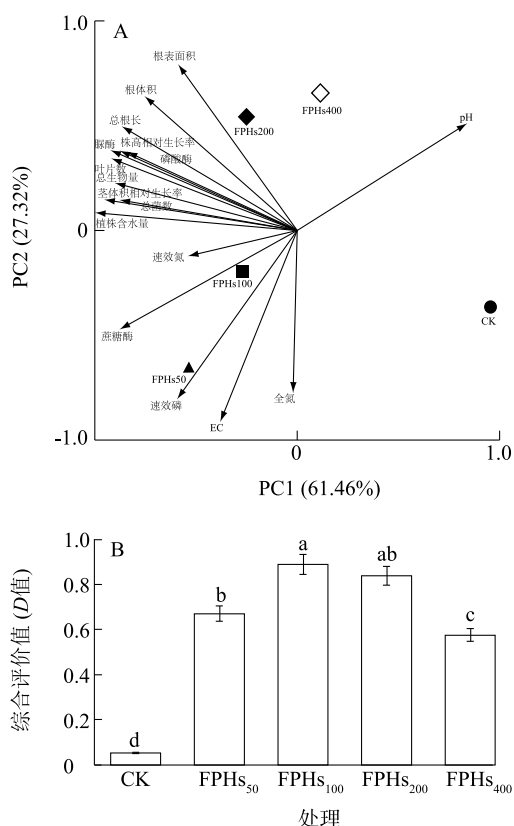 1.0
A
根表面积
根体积
FPHs400
FPHs200
pH
总根长
脲酶
株高相对生长率
磷酸酶
叶片数
总生物量
茎体积相对生长率
总菌数
植株含水量
PC2 (27.32%)
0
速效氮
FPHs100
CK
蔗糖酶
FPHs50
速效磷
全氮
EC
-1.0
0
1.0
PC1 (61.46%)
B
1.0
0.8
0.6
0.4
0.2
0
综合评价值 (D值)
d
b
a
ab
c
CK
FPHs50
FPHs100
FPHs200
FPHs400
处理